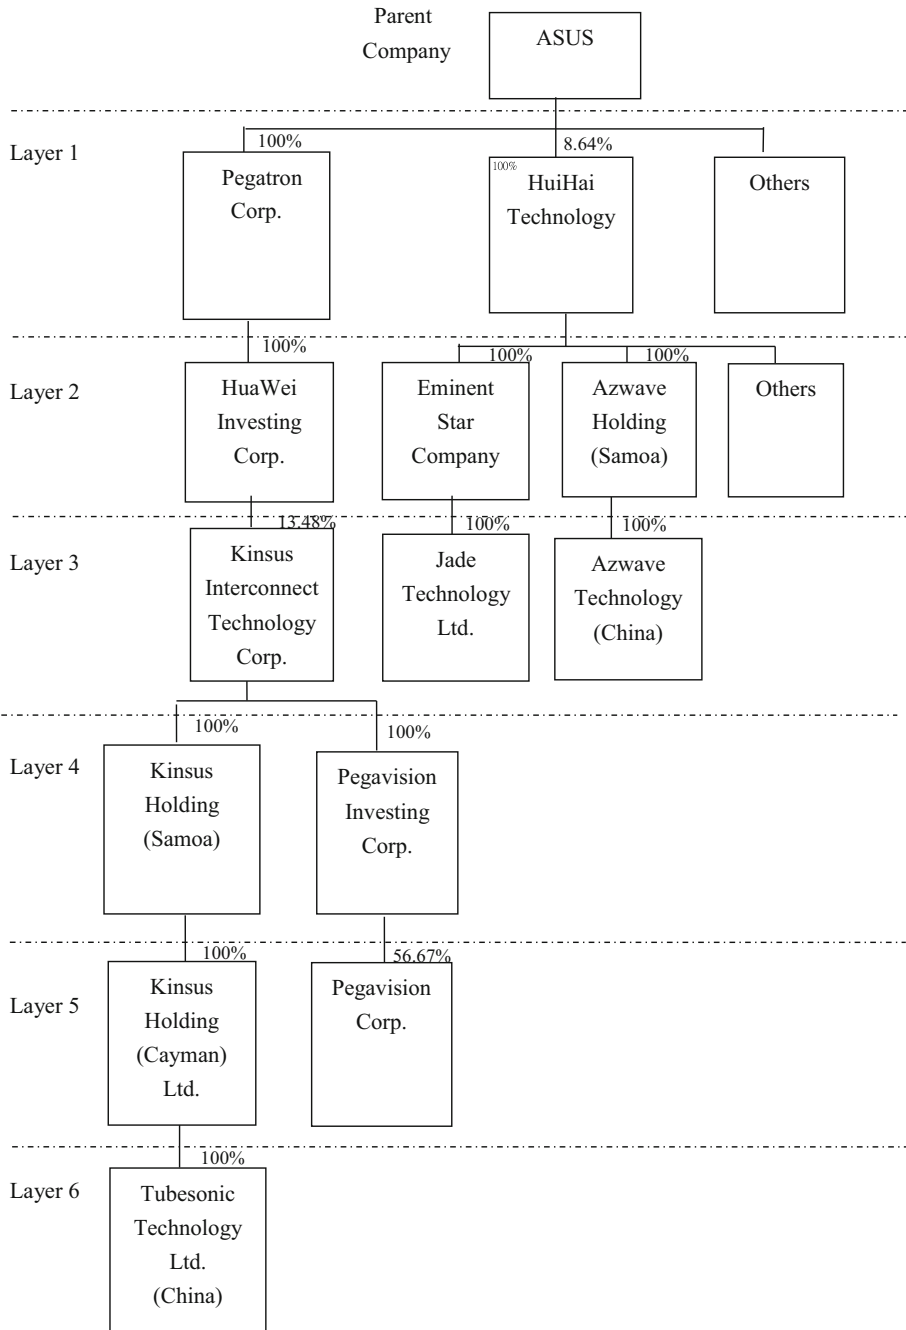 Parent
Company
ASUS
Layer 1
100%
8.64%
Pegatron
Corp.
100%
HuiHai
Technology
Others
Layer 2
100%
100%
100%
HuaWei
Investing
Corp.
Eminent
Star
Company
Azwave
Holding
(Samoa)
Others
Layer 3
13.48%
100%
100%
Kinsus
Interconnect
Technology
Corp.
Jade
Technology
Ltd.
Azwave
Technology
(China)
Layer 4
100%
100%
Kinsus
Holding
(Samoa)
Pegavision
Investing
Corp.
Layer 5
100%
56.67%
Kinsus
Holding
(Cayman)
Ltd.
Pegavision
Corp.
Layer 6
100%
Tubesonic
Technology
Ltd.
(China)